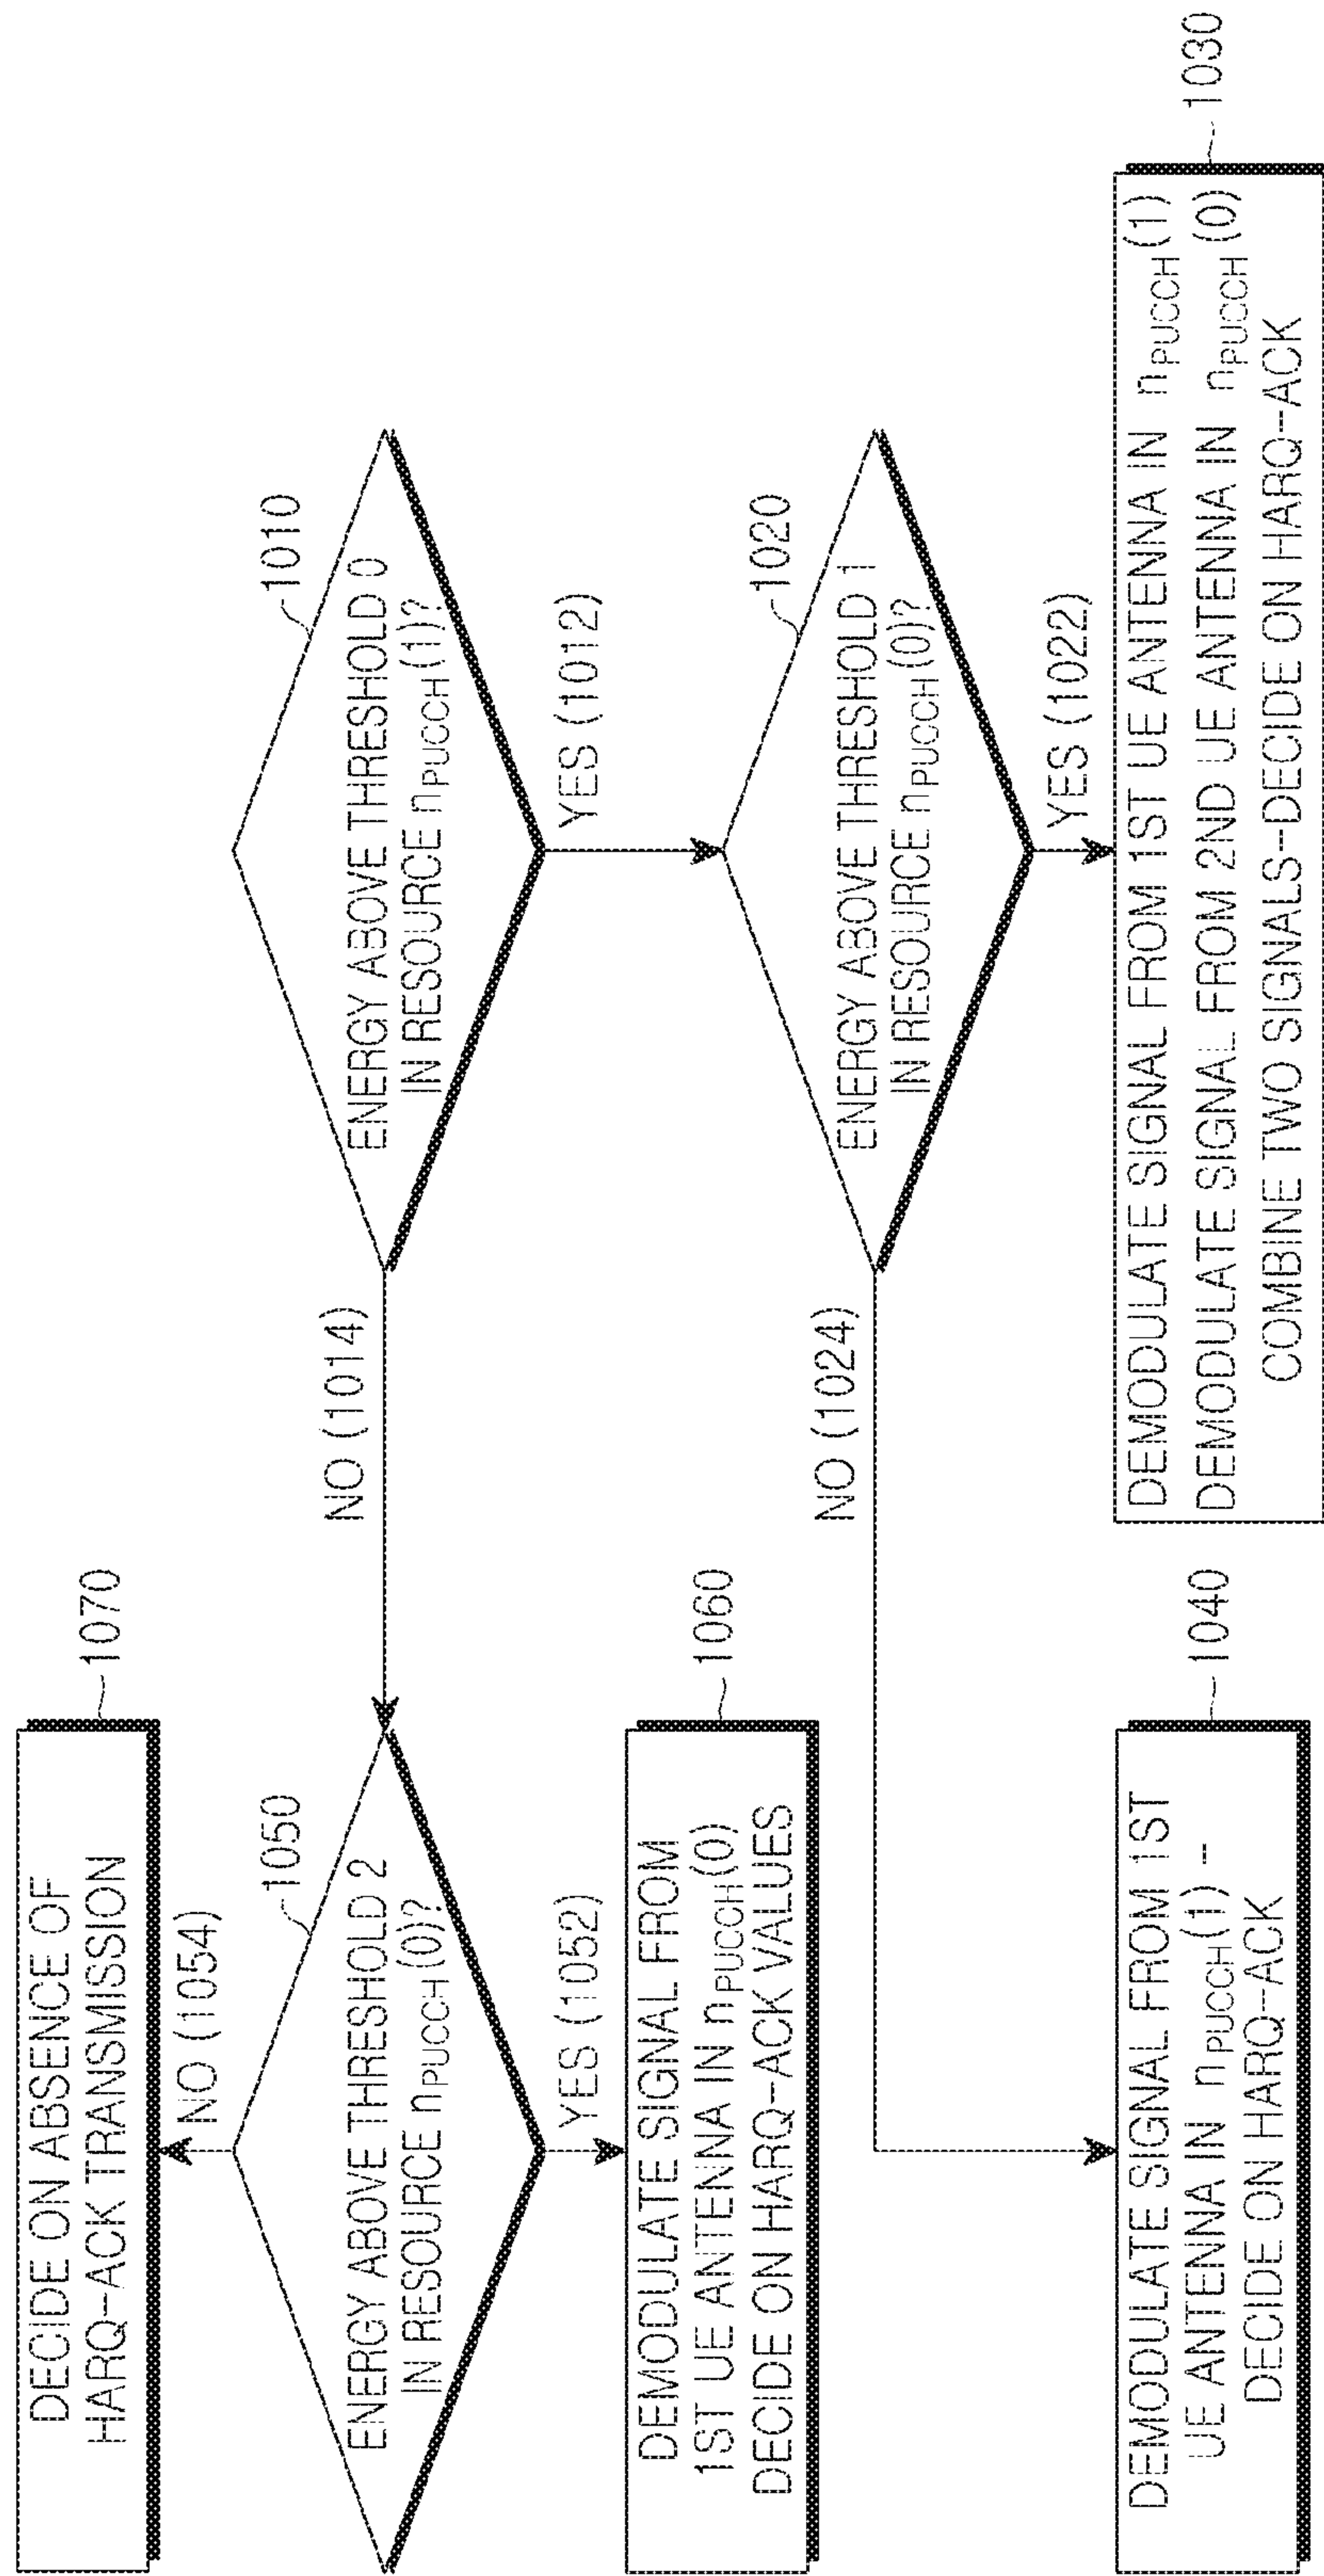 1010
ENERGY ABOVE THRESHOLD 0
IN RESOURCE nPUCCH(1)?
YES (1012)
NO (1014)
1020
ENERGY ABOVE THRESHOLD 1
IN RESOURCE nPUCCH(0)?
YES (1022)
NO (1024)
1030
DEMODULATE SIGNAL FROM 1ST UE ANTENNA IN nPUCCH(1)
DEMODULATE SIGNAL FROM 2ND UE ANTENNA IN nPUCCH(0)
COMBINE TWO SIGNALS-DECIDE ON HARQ-ACK
1040
DEMODULATE SIGNAL FROM 1ST
UE ANTENNA IN nPUCCH(1) -
DECIDE ON HARQ-ACK
1050
ENERGY ABOVE THRESHOLD 2
IN RESOURCE nPUCCH(0)?
YES (1052)
NO (1054)
1060
DEMODULATE SIGNAL FROM
1ST UE ANTENNA IN nPUCCH(0)
DECIDE ON HARQ-ACK VALUES
1070
DECIDE ON ABSENCE OF
HARQ-ACK TRANSMISSION